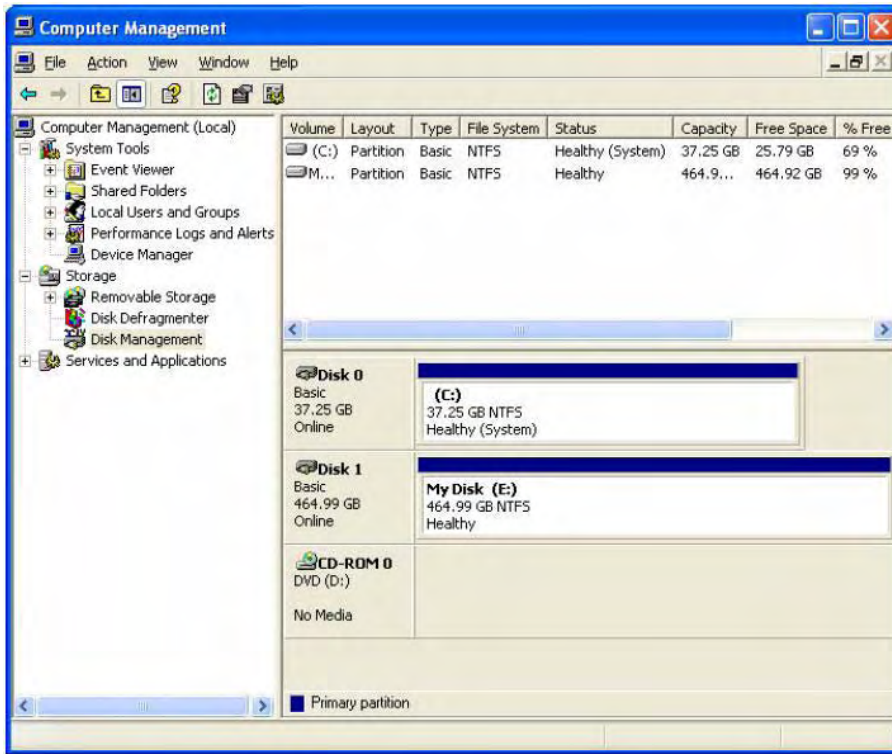 Computer Management
File Action View Window Help
Computer Management (Local)
System Tools
Event Viewer
Shared Folders
Local Users and Groups
Performance Logs and Alerts
Device Manager
Storage
Removable Storage
Disk Defragmenter
Disk Management
Services and Applications
Volume Layout Type File System Status Capacity Free Space % Free
(C:) Partition Basic NTFS Healthy (System) 37.25 GB 25.79 GB 69 %
M... Partition Basic NTFS Healthy 464.9... 464.92 GB 99 %
Disk 0
Basic
37.25 GB
Online
(C:)
37.25 GB NTFS
Healthy (System)
Disk 1
Basic
464.99 GB
Online
My Disk (E:)
464.99 GB NTFS
Healthy
CD-ROM 0
DVD (D:)
No Media
Primary partition